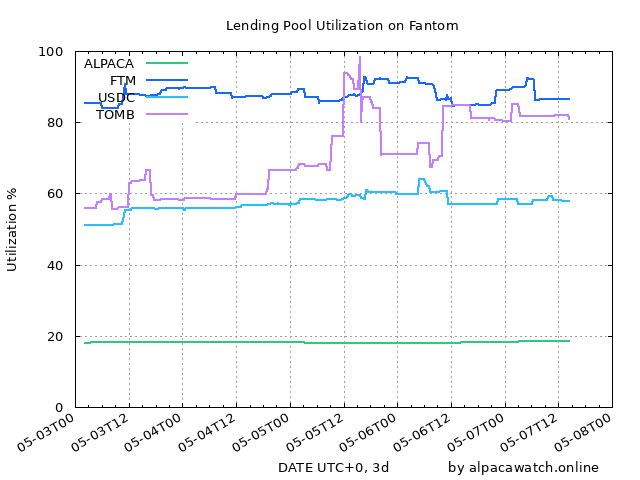 Lending Pool Utilization on Fantom
ALPACA
FTM
USDC
TOMB
Utilization %
100
80
60
40
20
0
05-03T00
05-03T12
05-04T00
05-04T12
05-05T00
05-05T12
05-06T00
05-06T12
05-07T00
05-07T12
05-08T00
DATE UTC+0, 3d
by alpacawatch.online